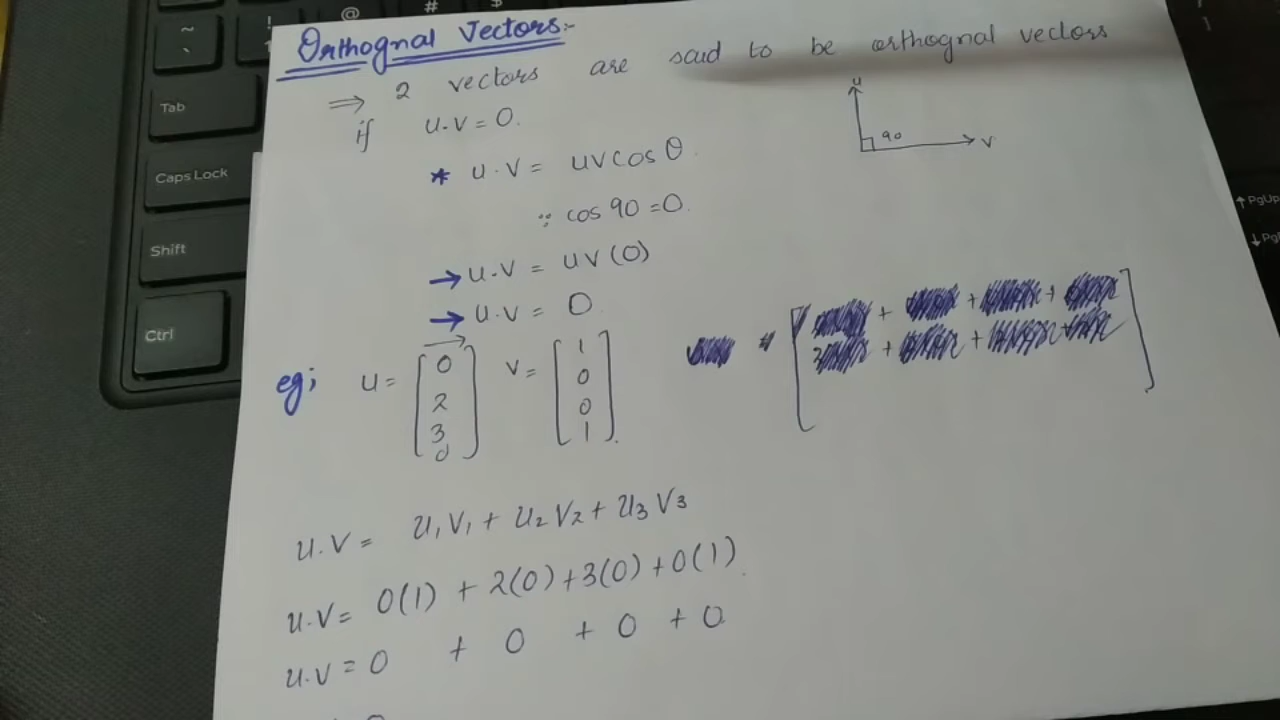 ~
`
!
@
#
$
Tab
Caps Lock
Shift
Ctrl
PgUp
Orthognal Vectors:-
⇒ 2 vectors are said to be orthognal vectors
if u.v = 0.
u
90
v
* u.v = uv cos θ.
∵ cos 90 = 0.
→ u.v = uv (0)
→ u.v = 0
eg; u = [0 2 3 0] v = [1 0 0 1].
u.v = u₁v₁ + u₂v₂ + u₃v₃
u.v = 0(1) + 2(0) + 3(0) + 0(1).
u.v = 0 + 0 + 0 + 0